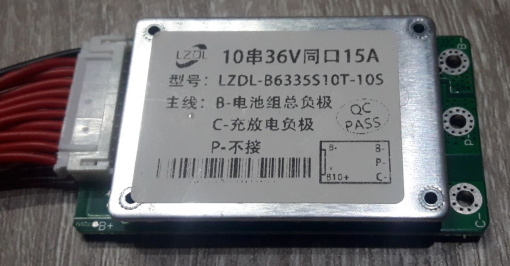 LZDL
10串36V同口15A
型号: LZDL-B6335S10T-10S
主线: B-电池组总负极
C-充放电负极
P-不接
QC
PASS
B- B-
P-
B10+ C-
B-
P
C-
B+